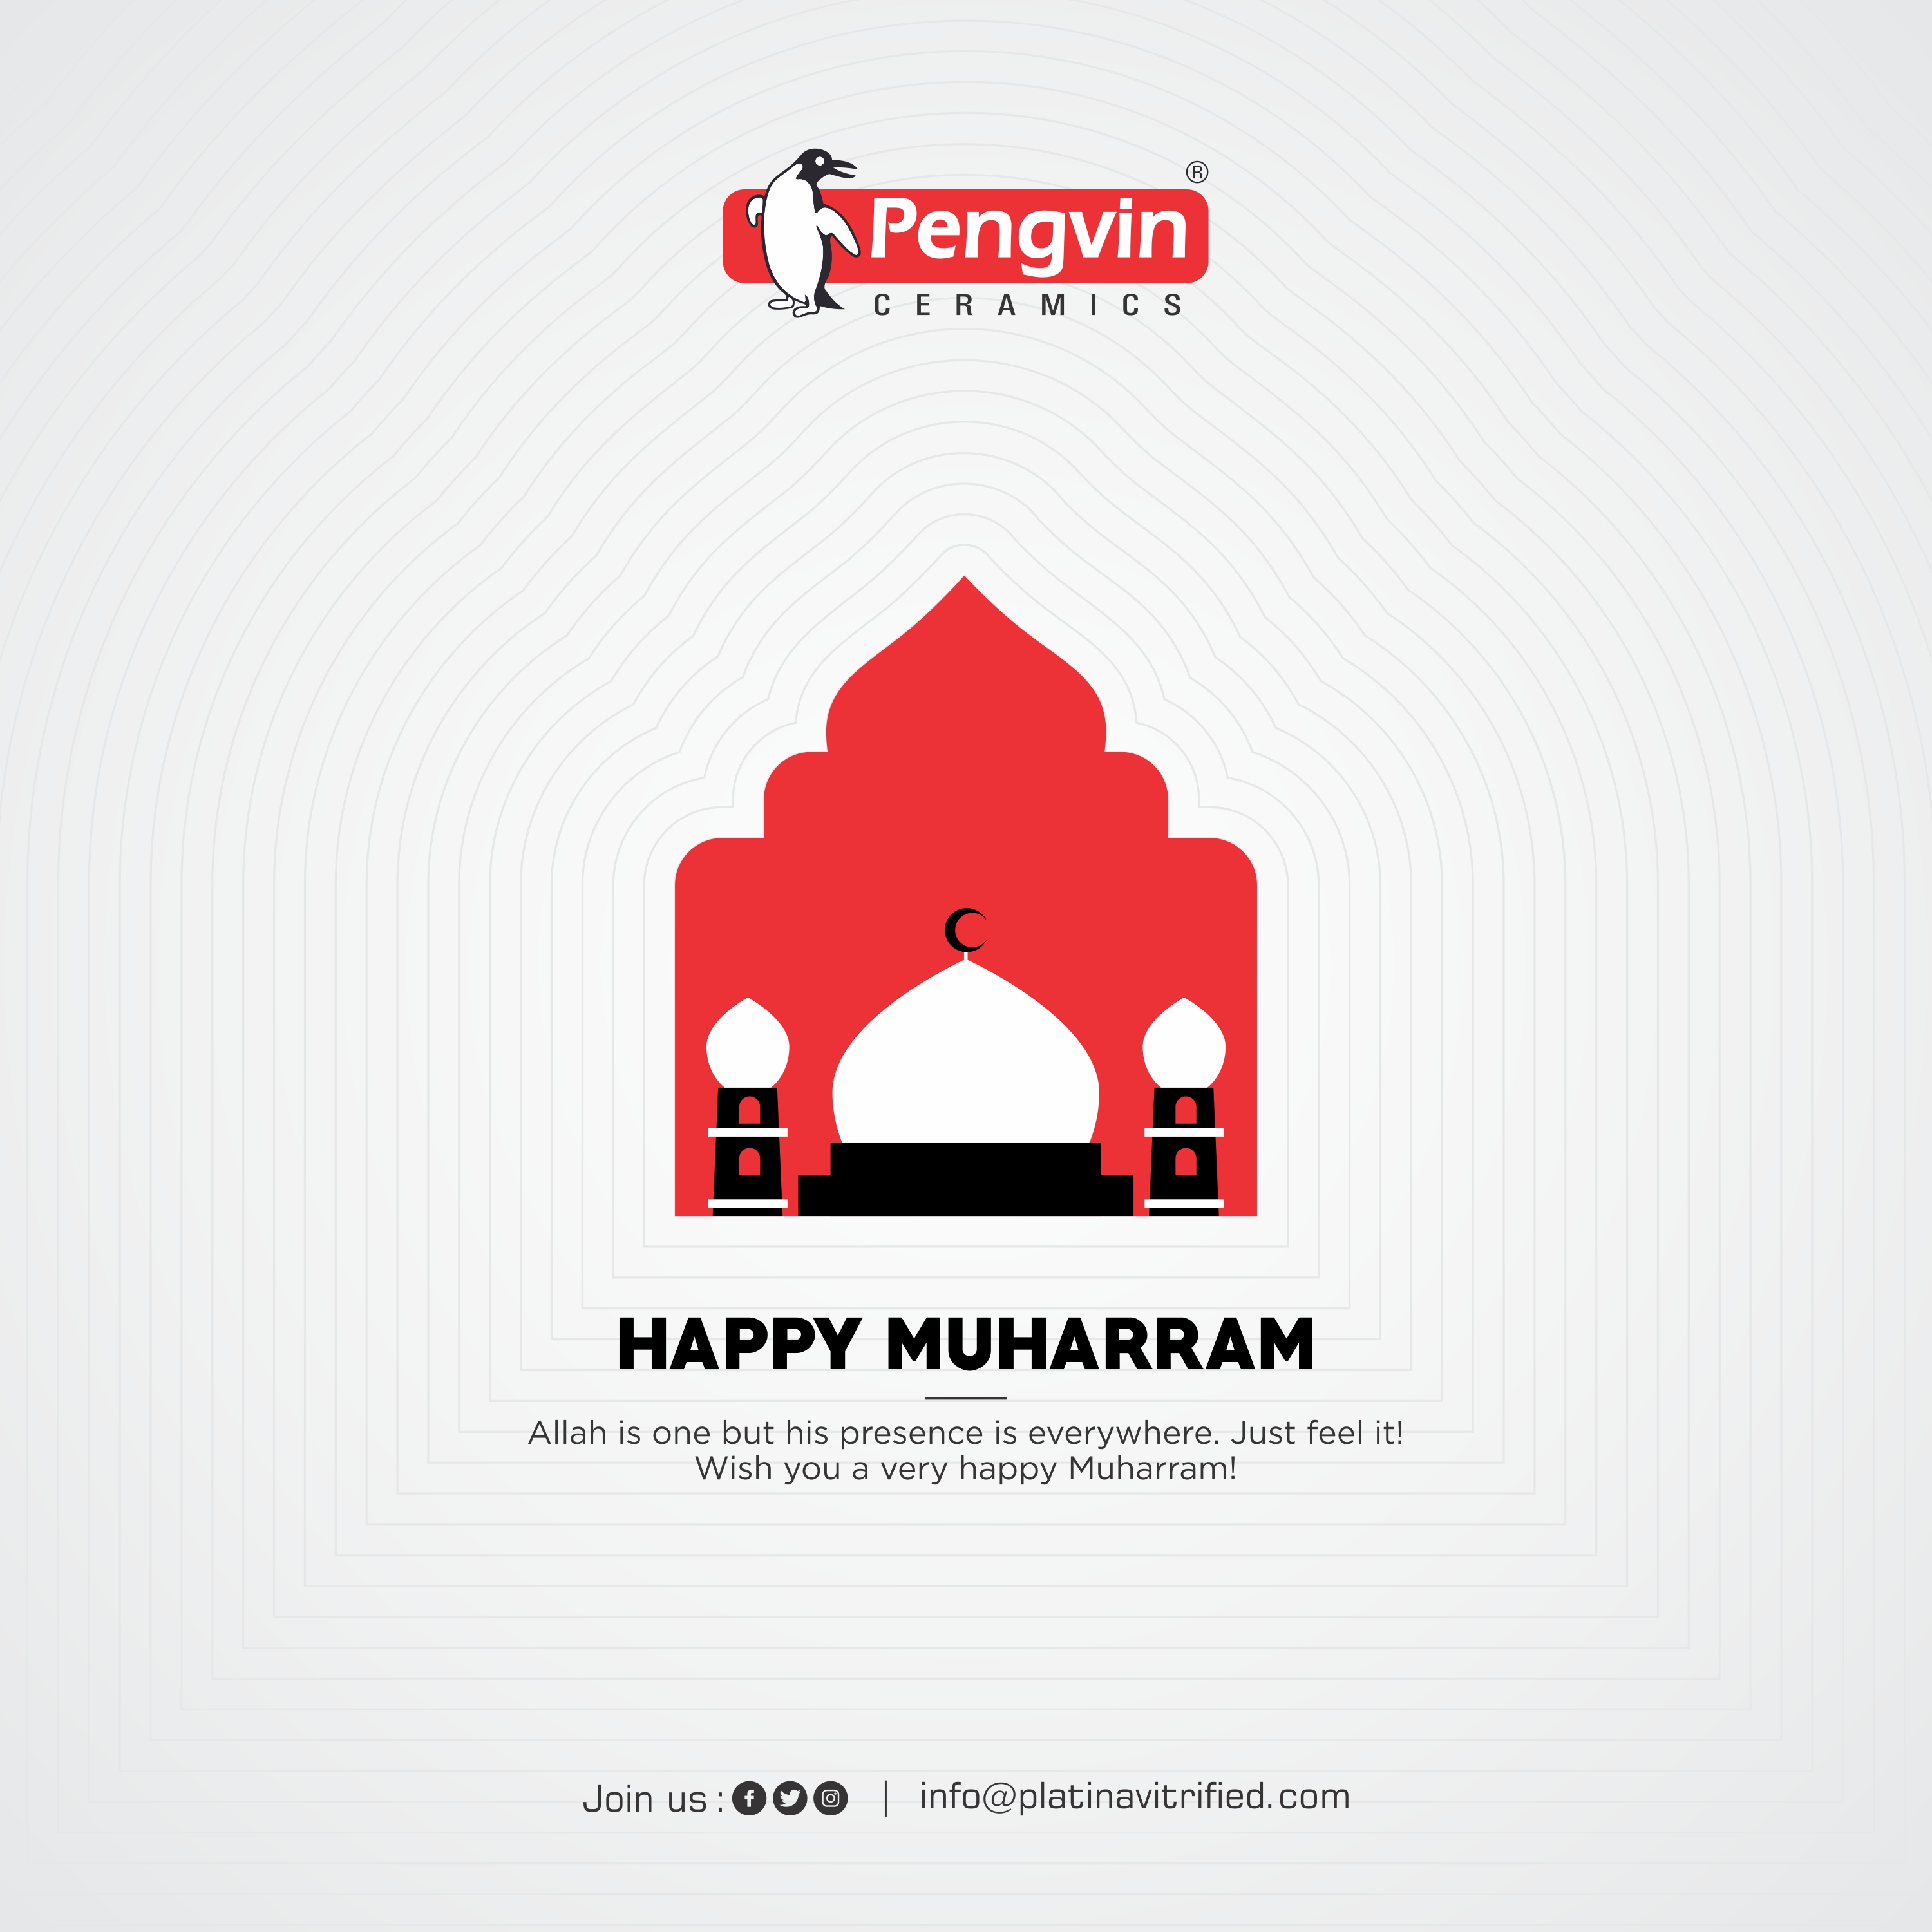 ®
Pengvin
CERAMICS
HAPPY MUHARRAM
Allah is one but his presence is everywhere. Just feel it!
Wish you a very happy Muharram!
Join us : | info@platinavitrified.com